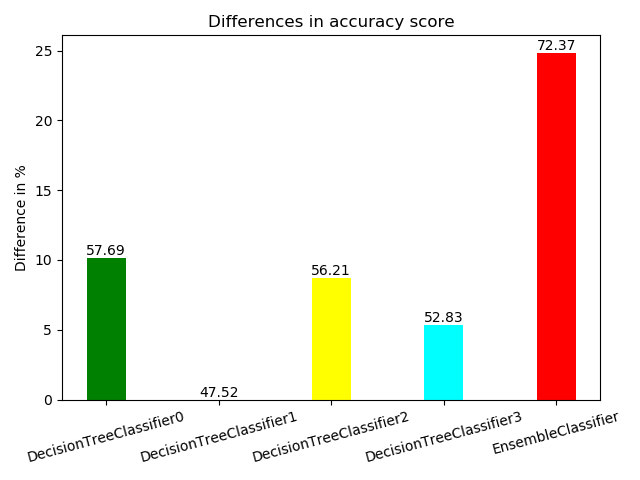 Differences in accuracy score
Difference in %
25
20
15
10
5
0
57.69
47.52
56.21
52.83
72.37
DecisionTreeClassifier0
DecisionTreeClassifier1
DecisionTreeClassifier2
DecisionTreeClassifier3
EnsembleClassifier